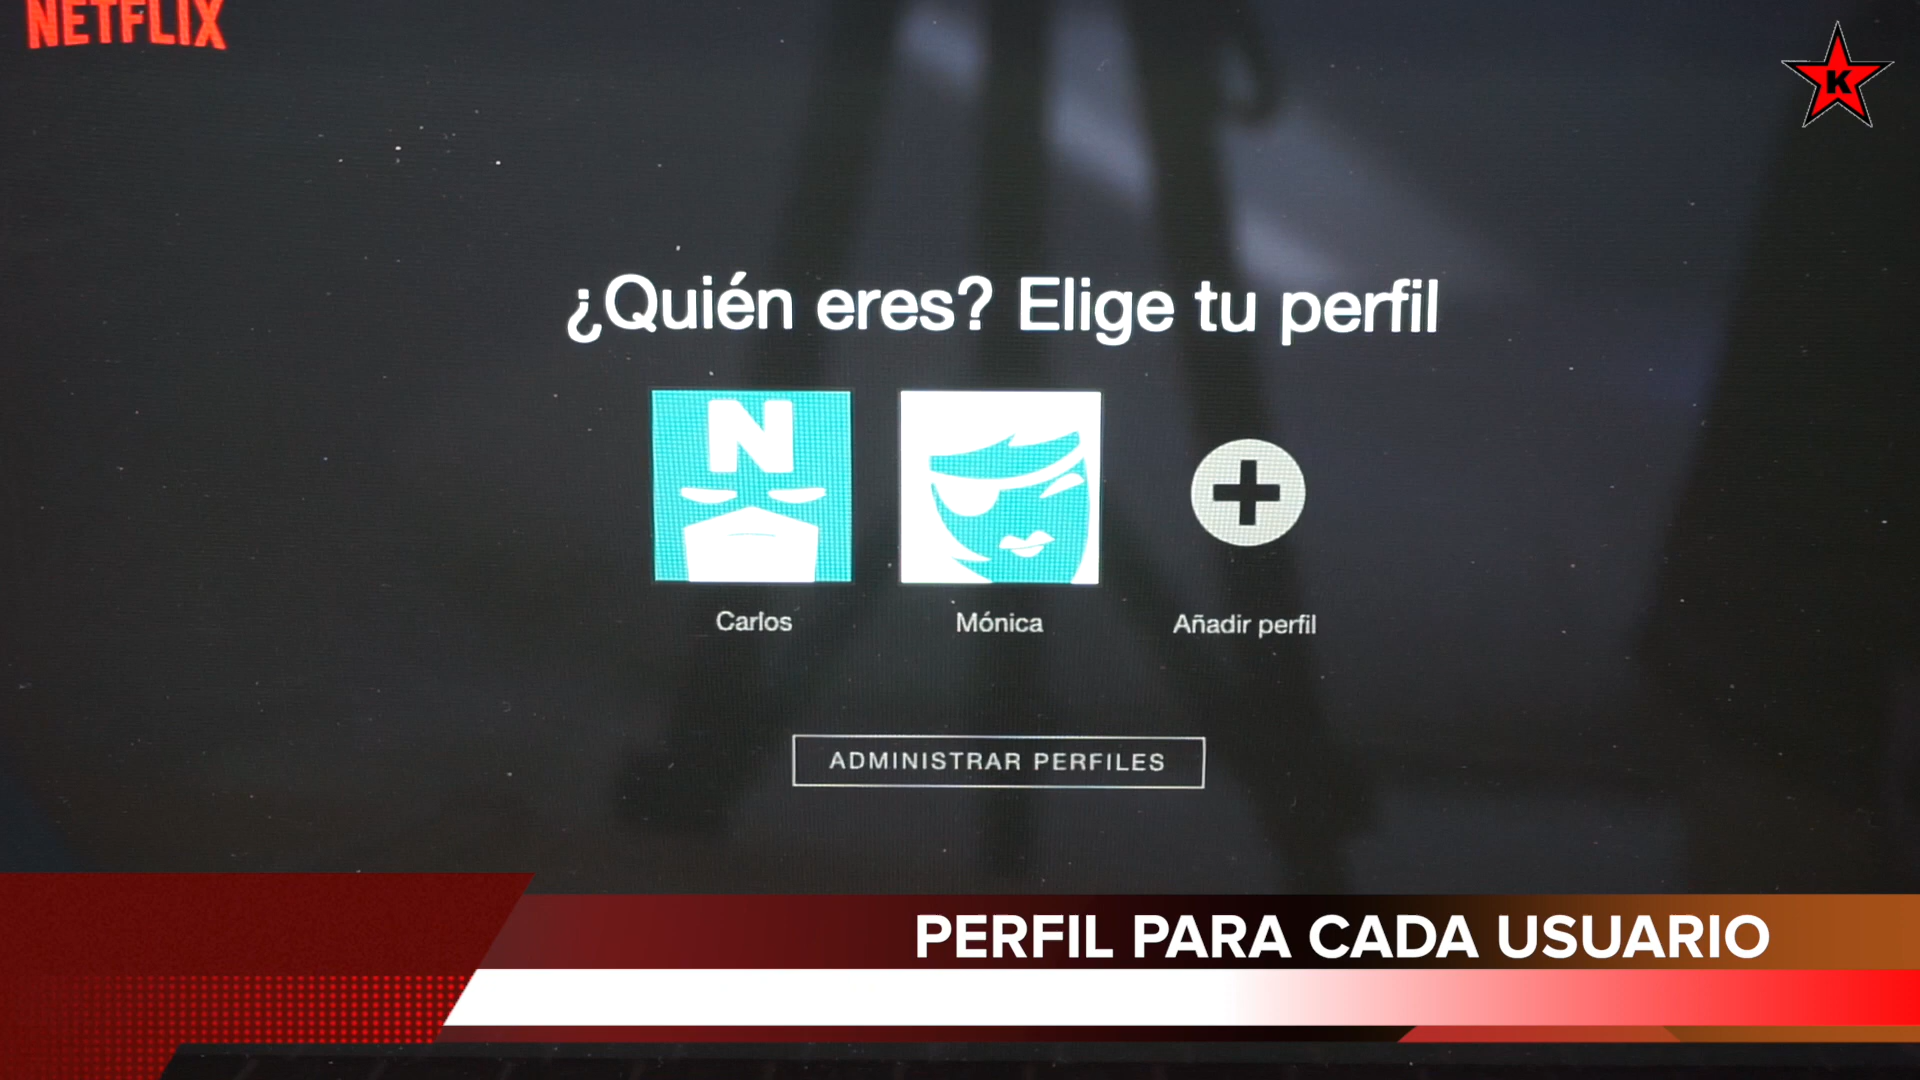 NETFLIX
K
¿Quién eres? Elige tu perfil
N
Carlos
Mónica
Añadir perfil
ADMINISTRAR PERFILES
PERFIL PARA CADA USUARIO